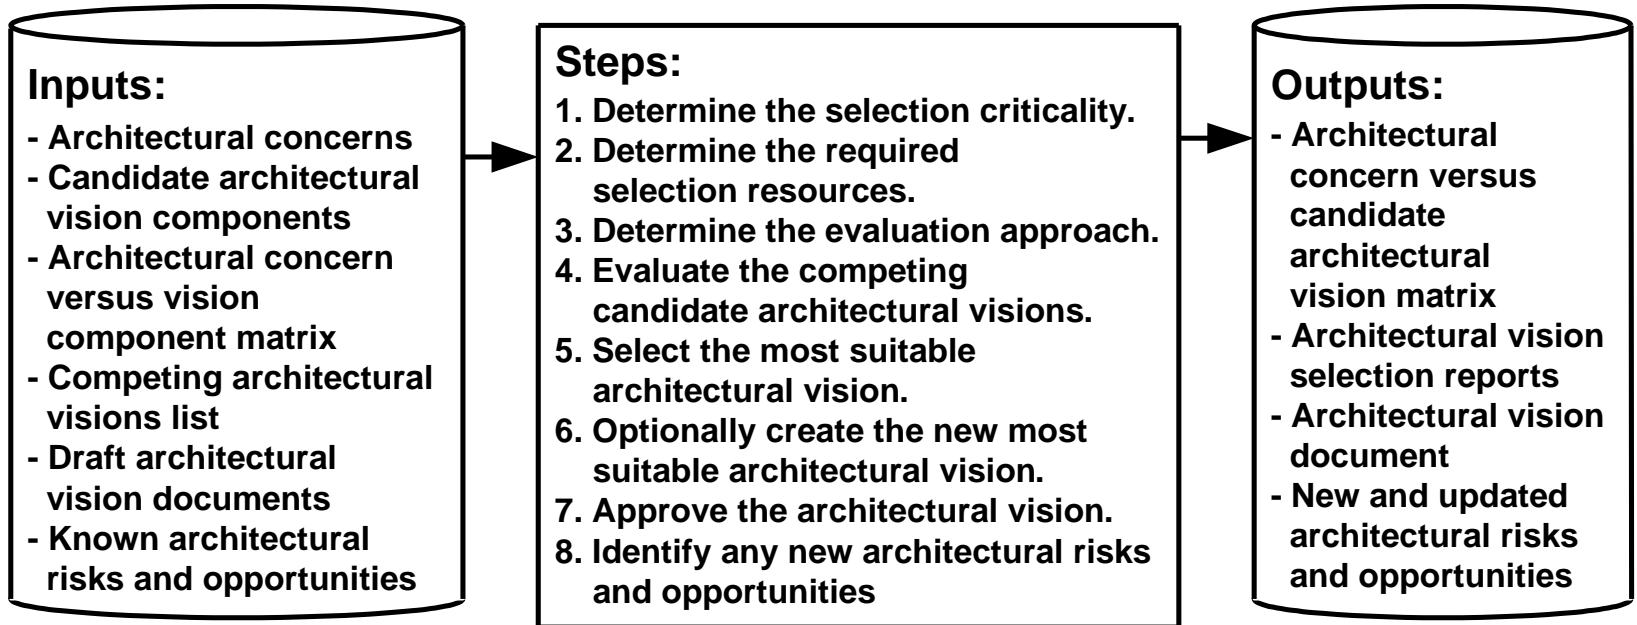 Inputs:
- Architectural concerns
- Candidate architectural
vision components
- Architectural concern
versus vision
component matrix
- Competing architectural
visions list
- Draft architectural
vision documents
- Known architectural
risks and opportunities
Steps:
1. Determine the selection criticality.
2. Determine the required
selection resources.
3. Determine the evaluation approach.
4. Evaluate the competing
candidate architectural visions.
5. Select the most suitable
architectural vision.
6. Optionally create the new most
suitable architectural vision.
7. Approve the architectural vision.
8. Identify any new architectural risks
and opportunities
Outputs:
- Architectural
concern versus
candidate
architectural
vision matrix
- Architectural vision
selection reports
- Architectural vision
document
- New and updated
architectural risks
and opportunities